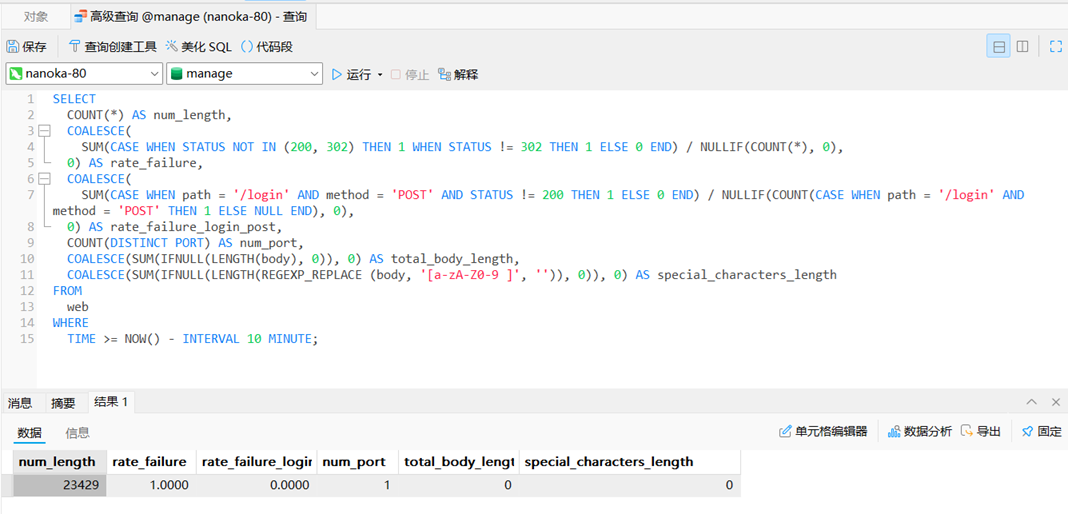 对象
高级查询 @manage (nanoka-80) - 查询
保存 查询创建工具 美化 SQL () 代码段
nanoka-80 manage 运行 停止 解释
1 SELECT
2 COUNT(*) AS num_length,
3 COALESCE(
4 SUM(CASE WHEN STATUS NOT IN (200, 302) THEN 1 WHEN STATUS != 302 THEN 1 ELSE 0 END) / NULLIF(COUNT(*), 0),
5 0) AS rate_failure,
6 COALESCE(
7 SUM(CASE WHEN path = '/login' AND method = 'POST' AND STATUS != 200 THEN 1 ELSE 0 END) / NULLIF(COUNT(CASE WHEN path = '/login' AND
method = 'POST' THEN 1 ELSE NULL END), 0),
8 0) AS rate_failure_login_post,
9 COUNT(DISTINCT PORT) AS num_port,
10 COALESCE(SUM(IFNULL(LENGTH(body), 0)), 0) AS total_body_length,
11 COALESCE(SUM(IFNULL(LENGTH(REGEXP_REPLACE (body, '[a-zA-Z0-9 ]', '')), 0)), 0) AS special_characters_length
12 FROM
13 web
14 WHERE
15 TIME >= NOW() - INTERVAL 10 MINUTE;
消息 摘要 结果 1
数据 信息 单元格编辑器 数据分析 导出 固定
num_length rate_failure rate_failure_logir num_port total_body_lengt special_characters_length
23429 1.0000 0.0000 1 0 0